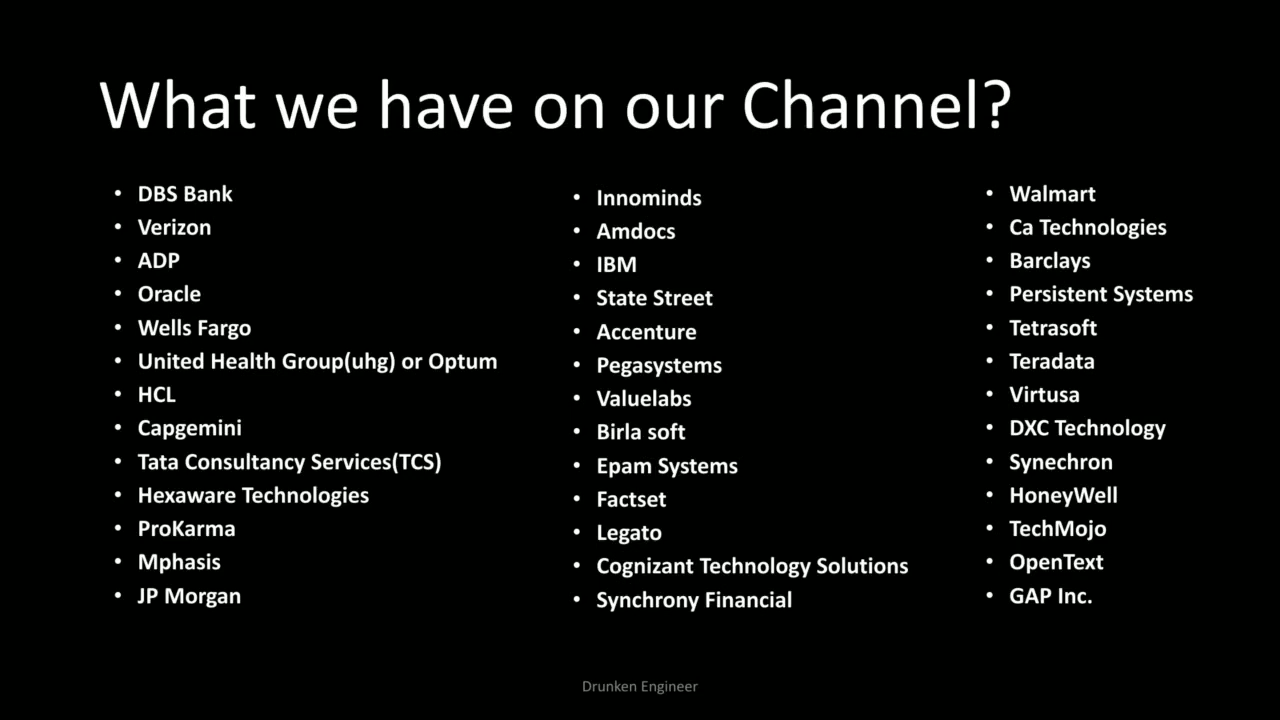 What we have on our Channel?
• DBS Bank
• Verizon
• ADP
• Oracle
• Wells Fargo
• United Health Group(uhg) or Optum
• HCL
• Capgemini
• Tata Consultancy Services(TCS)
• Hexaware Technologies
• ProKarma
• Mphasis
• JP Morgan
• Innominds
• Amdocs
• IBM
• State Street
• Accenture
• Pegasystems
• Valuelabs
• Birla soft
• Epam Systems
• Factset
• Legato
• Cognizant Technology Solutions
• Synchrony Financial
• Walmart
• Ca Technologies
• Barclays
• Persistent Systems
• Tetrasoft
• Teradata
• Virtusa
• DXC Technology
• Synechron
• HoneyWell
• TechMojo
• OpenText
• GAP Inc.
Drunken Engineer